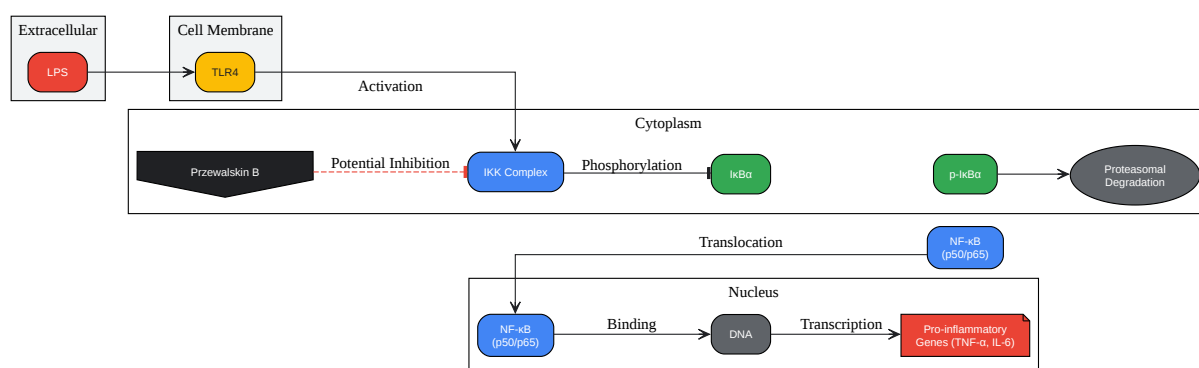 Extracellular
Cell Membrane
LPS
TLR4
Activation
Cytoplasm
Przewalskin B
Potential Inhibition
IKK Complex
Phosphorylation
IκBα
p-IκBα
Proteasomal
Degradation
Translocation
NF-κB
(p50/p65)
Nucleus
NF-κB
(p50/p65)
Binding
DNA
Transcription
Pro-inflammatory
Genes (TNF-α, IL-6)